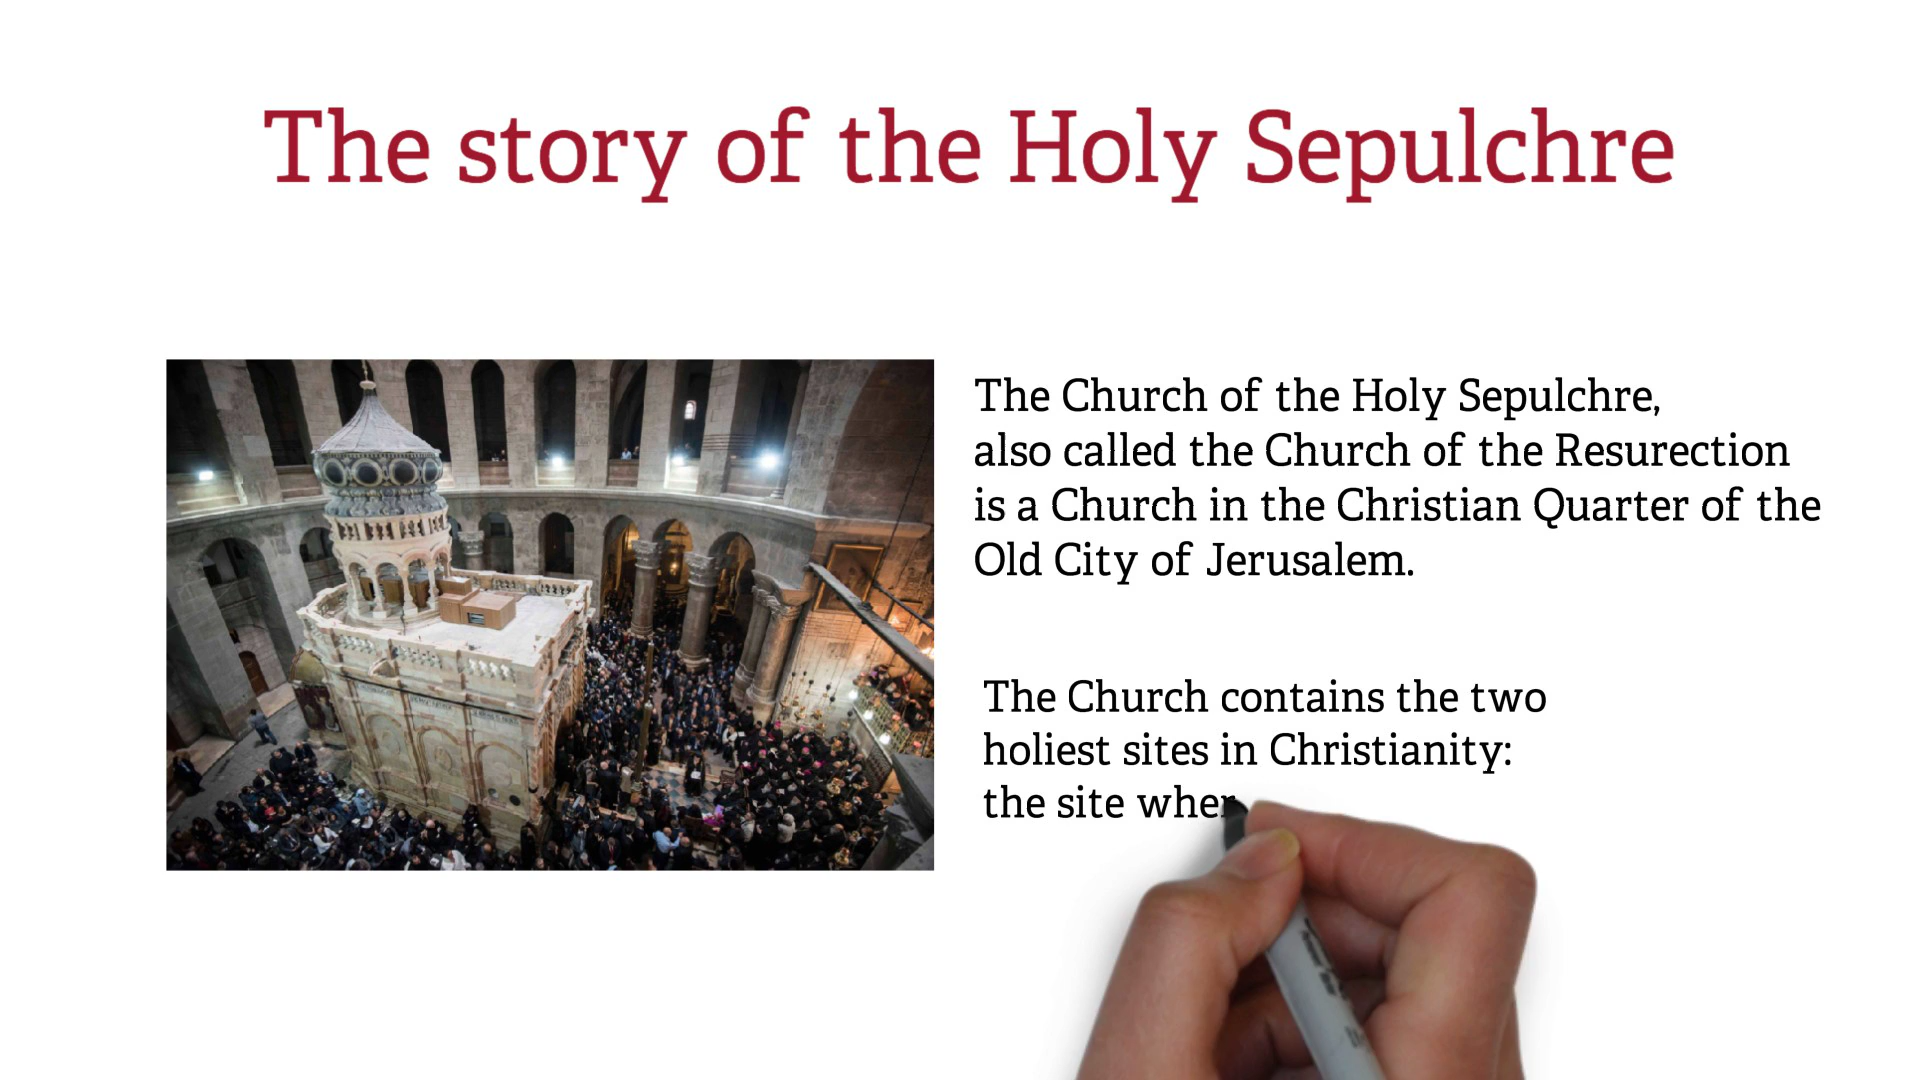 The story of the Holy Sepulchre
The Church of the Holy Sepulchre,
also called the Church of the Resurection
is a Church in the Christian Quarter of the
Old City of Jerusalem.
The Church contains the two
holiest sites in Christianity:
the site wher